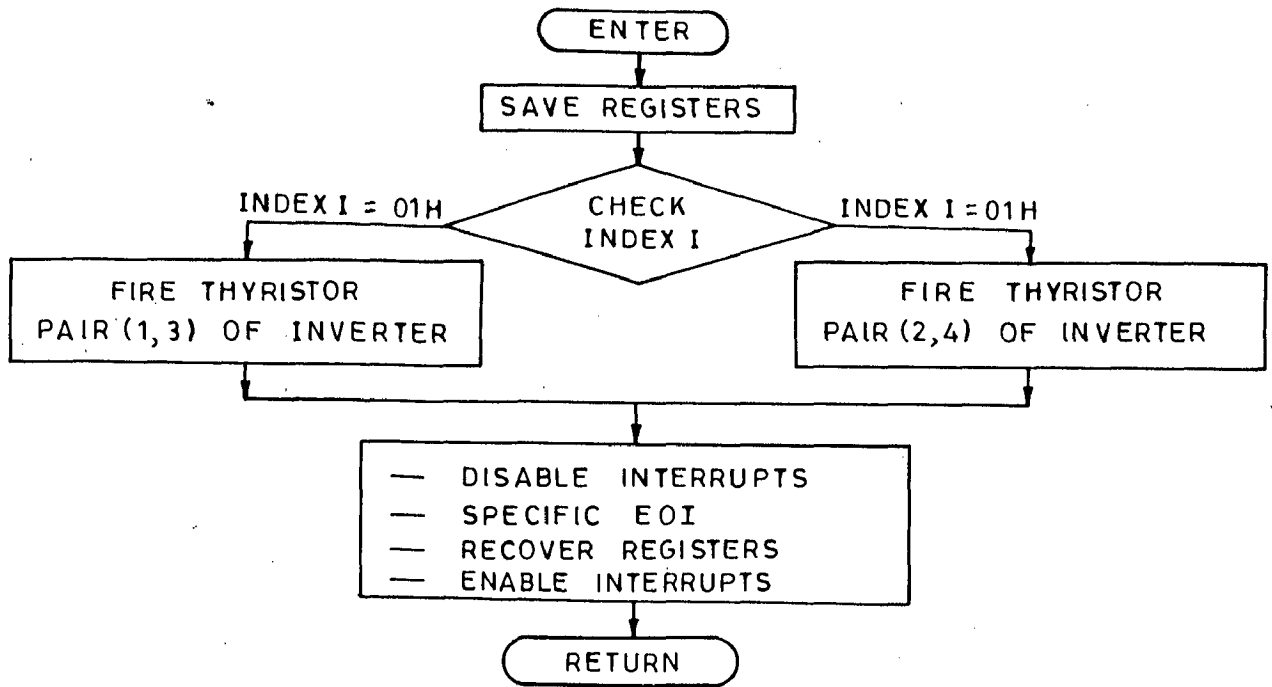 ENTER
SAVE REGISTERS
CHECK
INDEX I
INDEX I = 01H
INDEX I = 01H
FIRE THYRISTOR
PAIR (1,3) OF INVERTER
FIRE THYRISTOR
PAIR (2,4) OF INVERTER
— DISABLE INTERRUPTS
— SPECIFIC EOI
— RECOVER REGISTERS
— ENABLE INTERRUPTS
RETURN